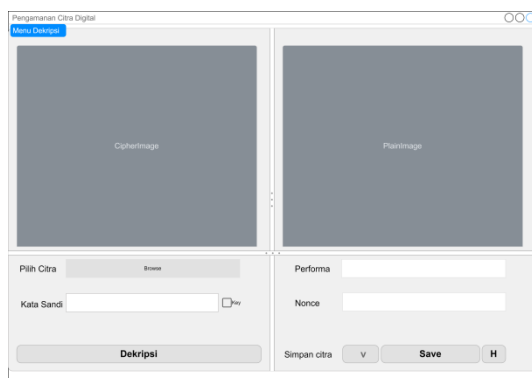 Pengamanan Citra Digital
Menu Dekripsi
CipherImage
PlainImage
Pilih Citra
Browse
Performa
Kata Sandi
Key
Nonce
Dekripsi
Simpan citra
v
Save
H